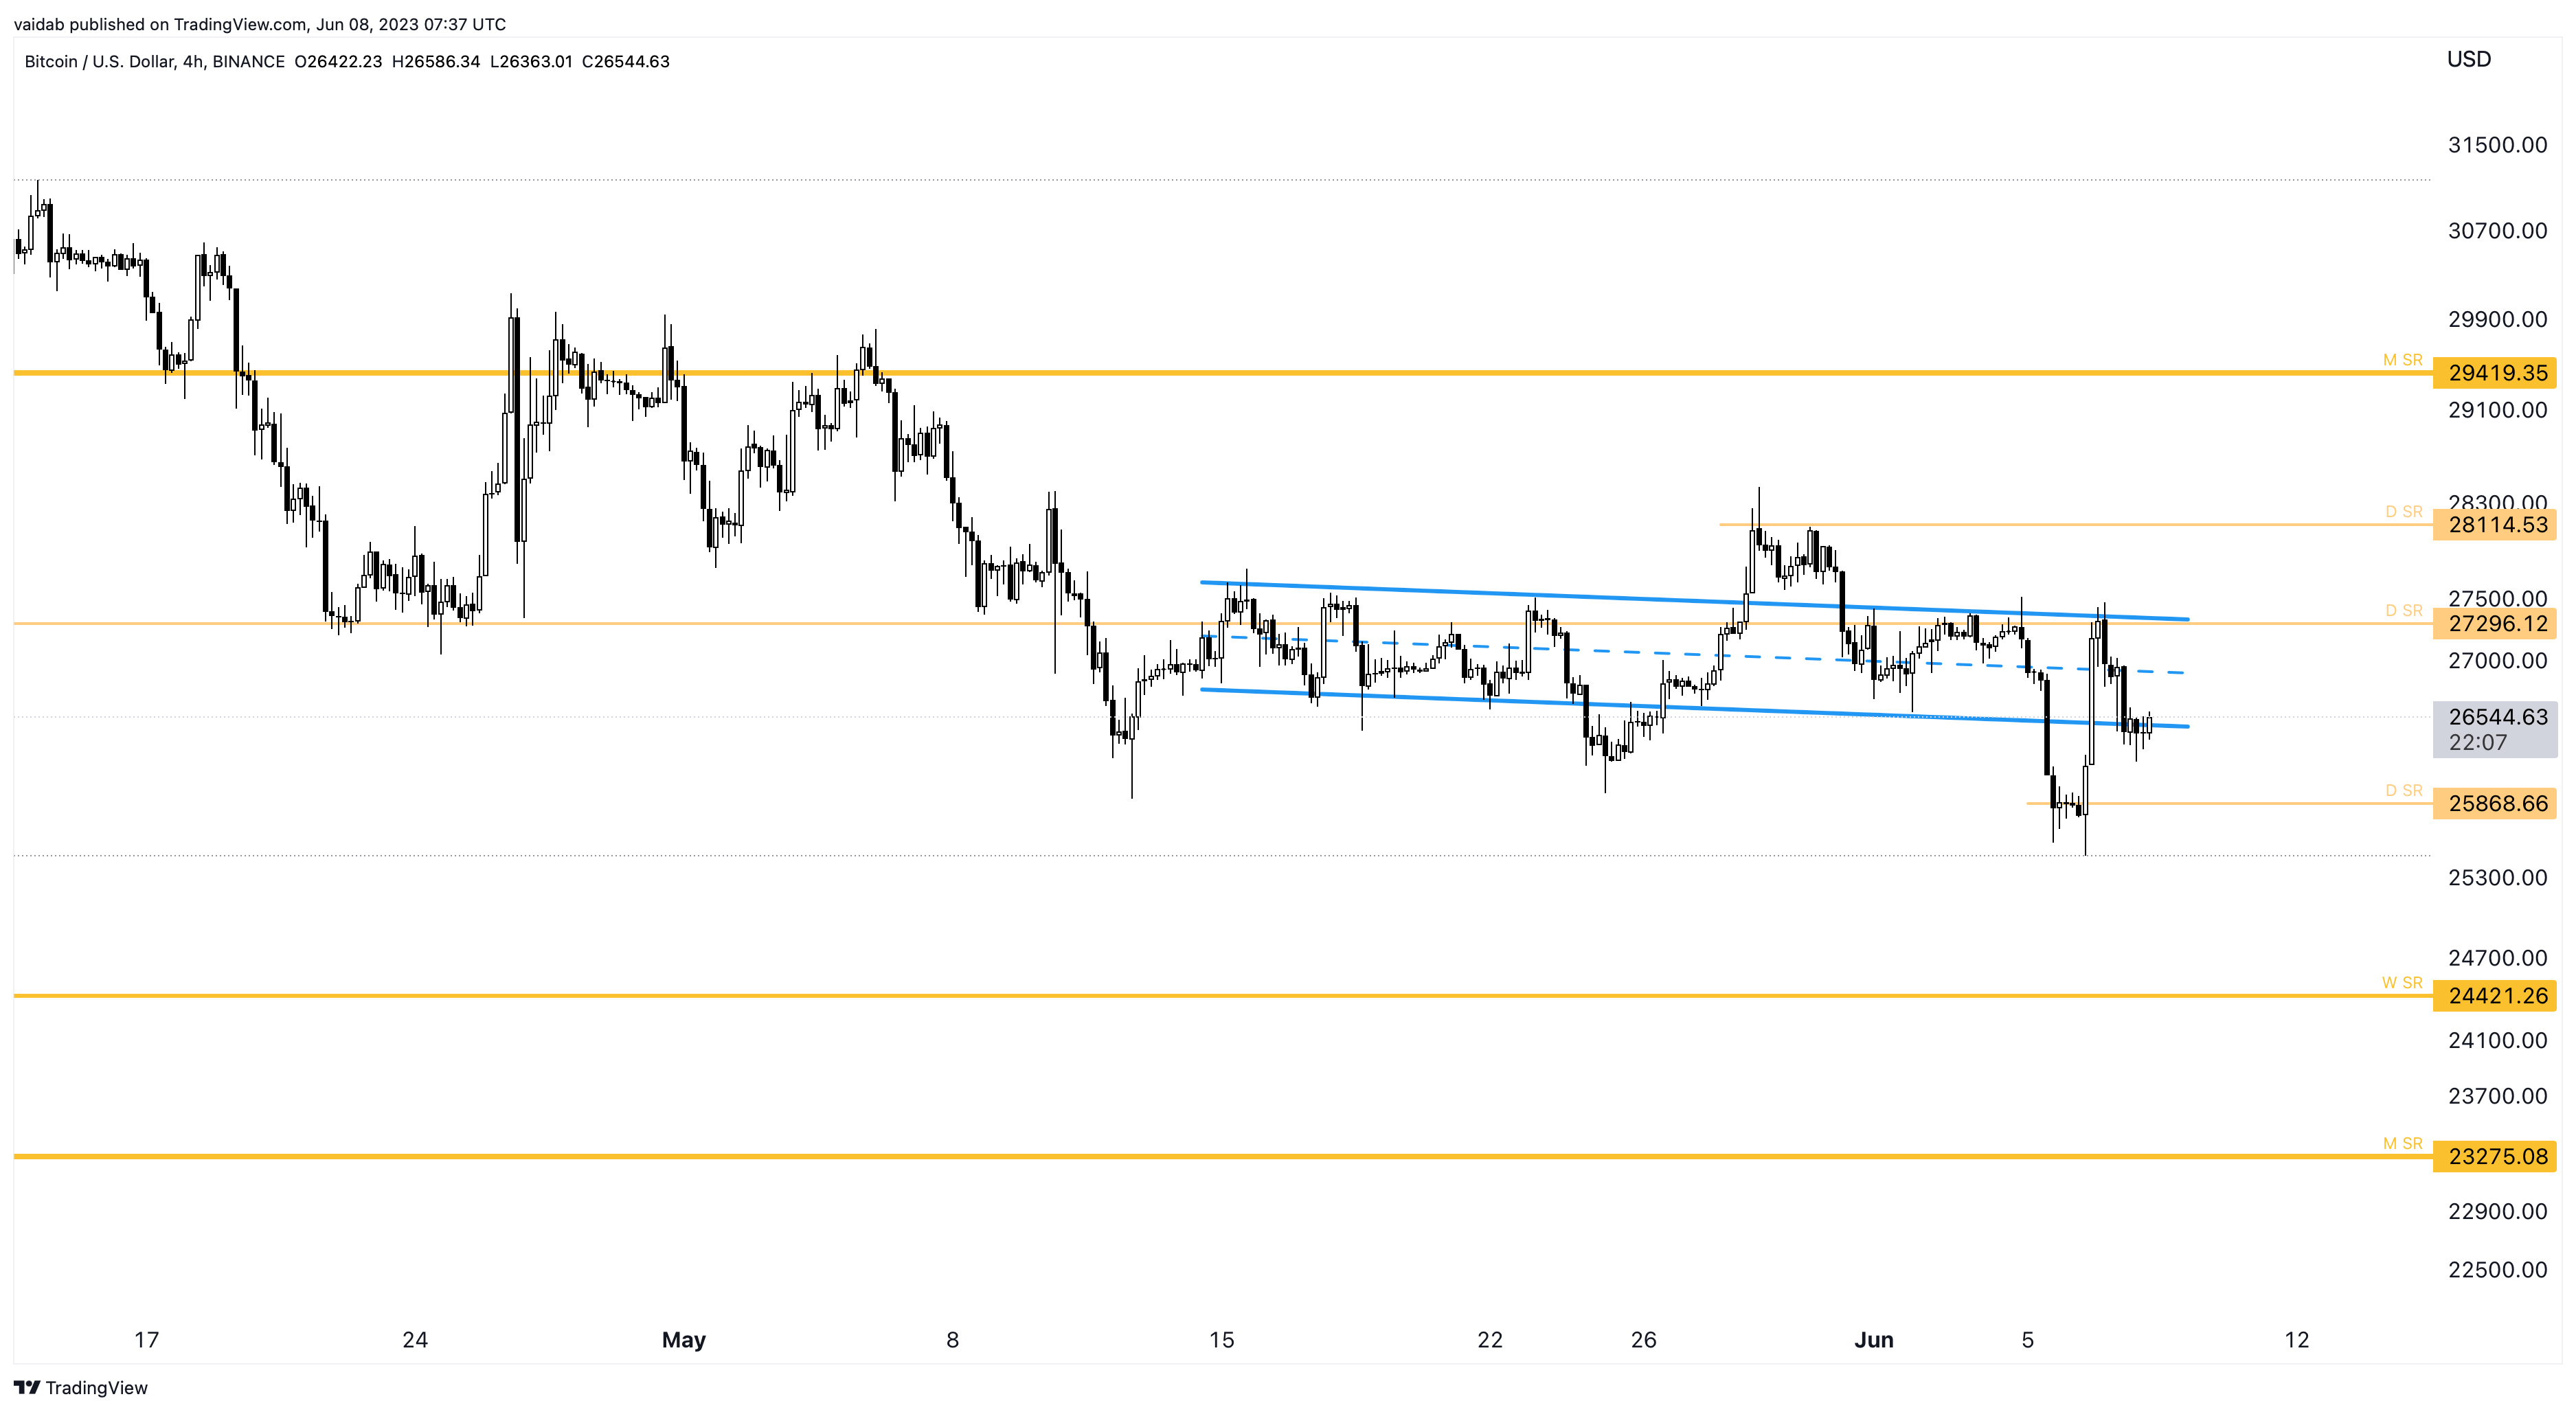 vaidab published on TradingView.com, Jun 08, 2023 07:37 UTC
Bitcoin / U.S. Dollar, 4h, BINANCE O26422.23 H26586.34 L26363.01 C26544.63
USD
31500.00
30700.00
29900.00
M SR 29419.35
29100.00
28300.00
D SR 28114.53
27500.00
D SR 27296.12
27000.00
26544.63
22:07
D SR 25868.66
25300.00
24700.00
W SR 24421.26
24100.00
23700.00
M SR 23275.08
22900.00
22500.00
17 24 May 8 15 22 26 Jun 5 12
TradingView